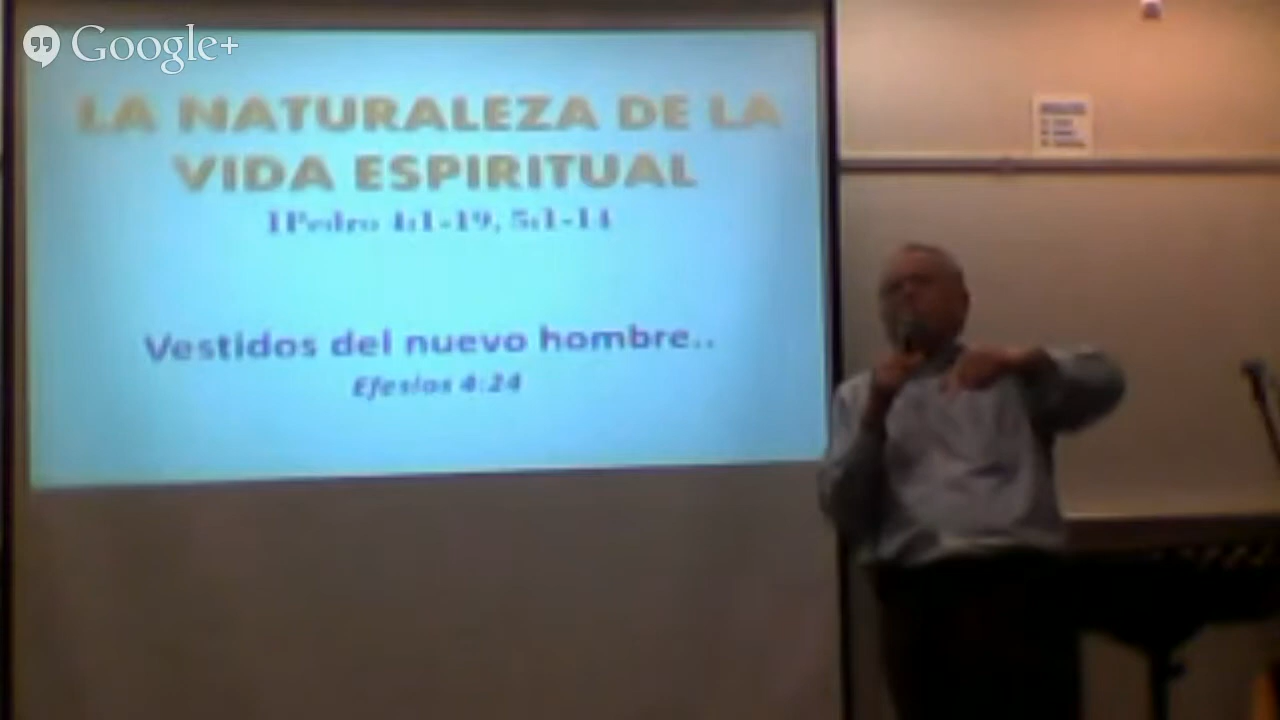 Google+
LA NATURALEZA DE LA
VIDA ESPIRITUAL
1Pedro 4:1-19, 5:1-14
Vestidos del nuevo hombre..
Efesios 4:24